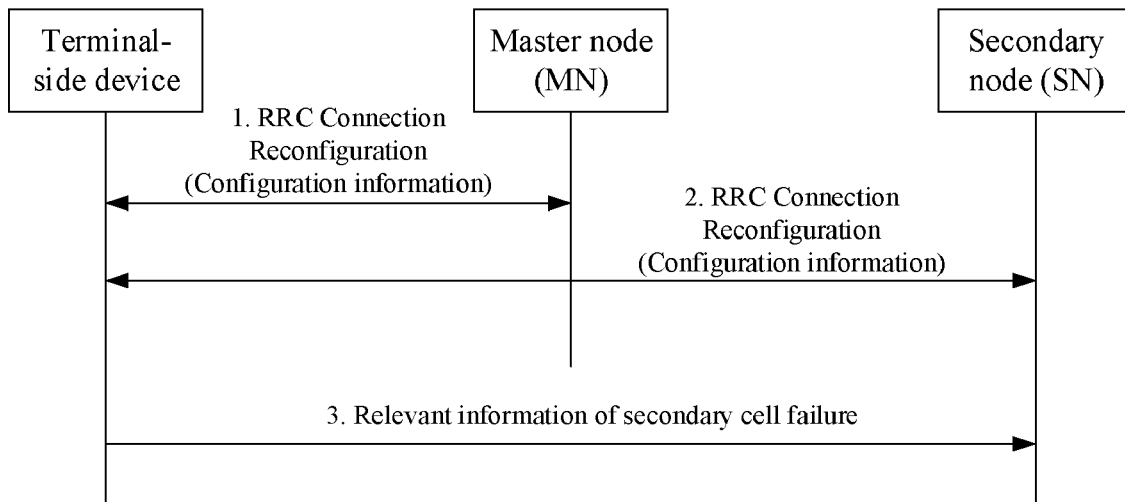 Terminal-
side device
Master node
(MN)
Secondary
node (SN)
1. RRC Connection
Reconfiguration
(Configuration information)
2. RRC Connection
Reconfiguration
(Configuration information)
3. Relevant information of secondary cell failure